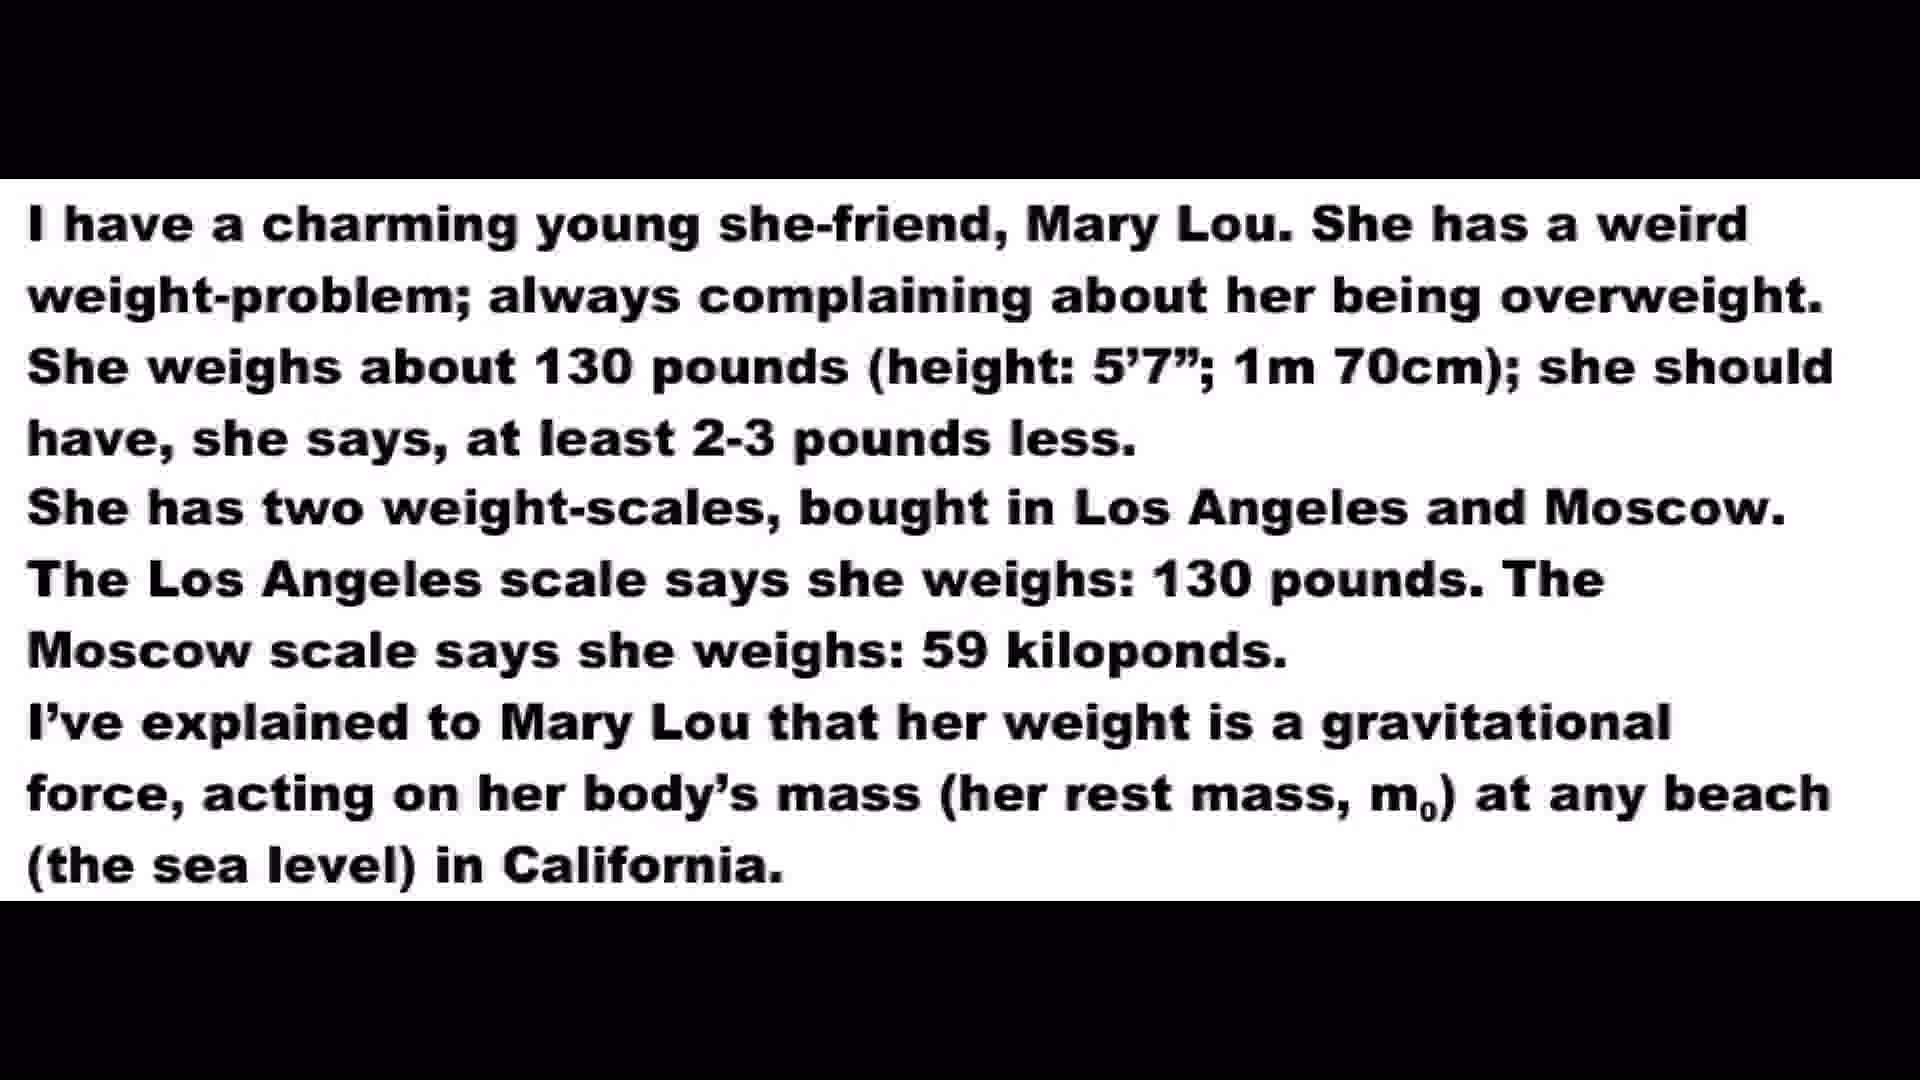 I have a charming young she-friend, Mary Lou. She has a weird
weight-problem; always complaining about her being overweight.
She weighs about 130 pounds (height: 5’7”; 1m 70cm); she should
have, she says, at least 2-3 pounds less.
She has two weight-scales, bought in Los Angeles and Moscow.
The Los Angeles scale says she weighs: 130 pounds. The
Moscow scale says she weighs: 59 kiloponds.
I’ve explained to Mary Lou that her weight is a gravitational
force, acting on her body’s mass (her rest mass, m₀) at any beach
(the sea level) in California.